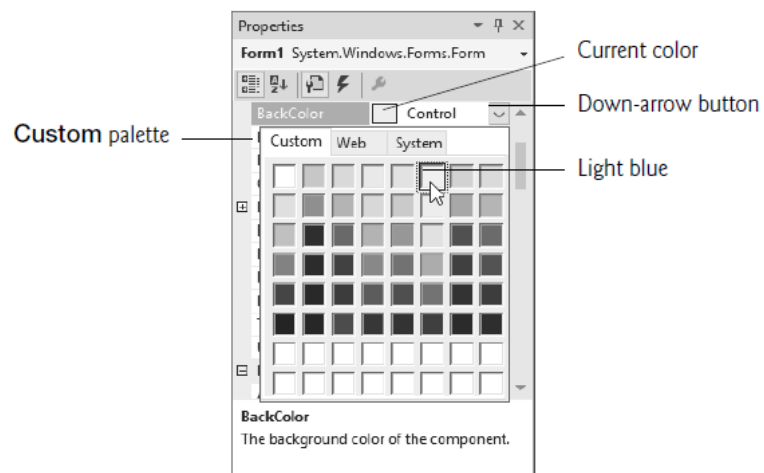 Properties
Form1 System.Windows.Forms.Form
Current color
BackColor Control
Down-arrow button
Custom palette
Custom Web System
Light blue
BackColor
The background color of the component.